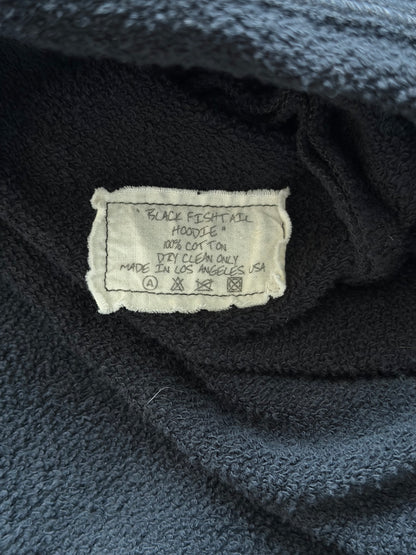 "BLACK FISHTAIL
HOODIE"
100% COTTON
DRY CLEAN ONLY
MADE IN LOS ANGELES, USA
A